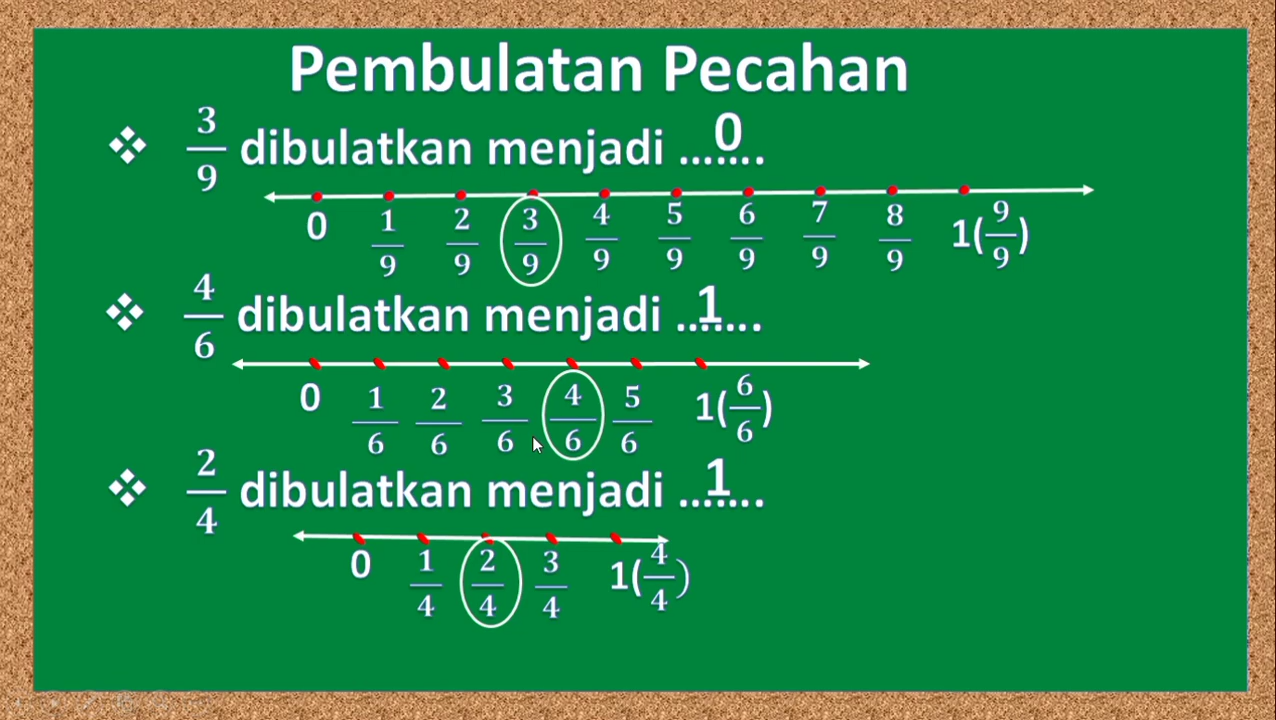 Pembulatan Pecahan
❖ 3/9 dibulatkan menjadi ...0....
0 1/9 2/9 3/9 4/9 5/9 6/9 7/9 8/9 1(9/9)
❖ 4/6 dibulatkan menjadi ...1....
0 1/6 2/6 3/6 4/6 5/6 1(6/6)
❖ 2/4 dibulatkan menjadi ...1....
0 1/4 2/4 3/4 1(4/4)